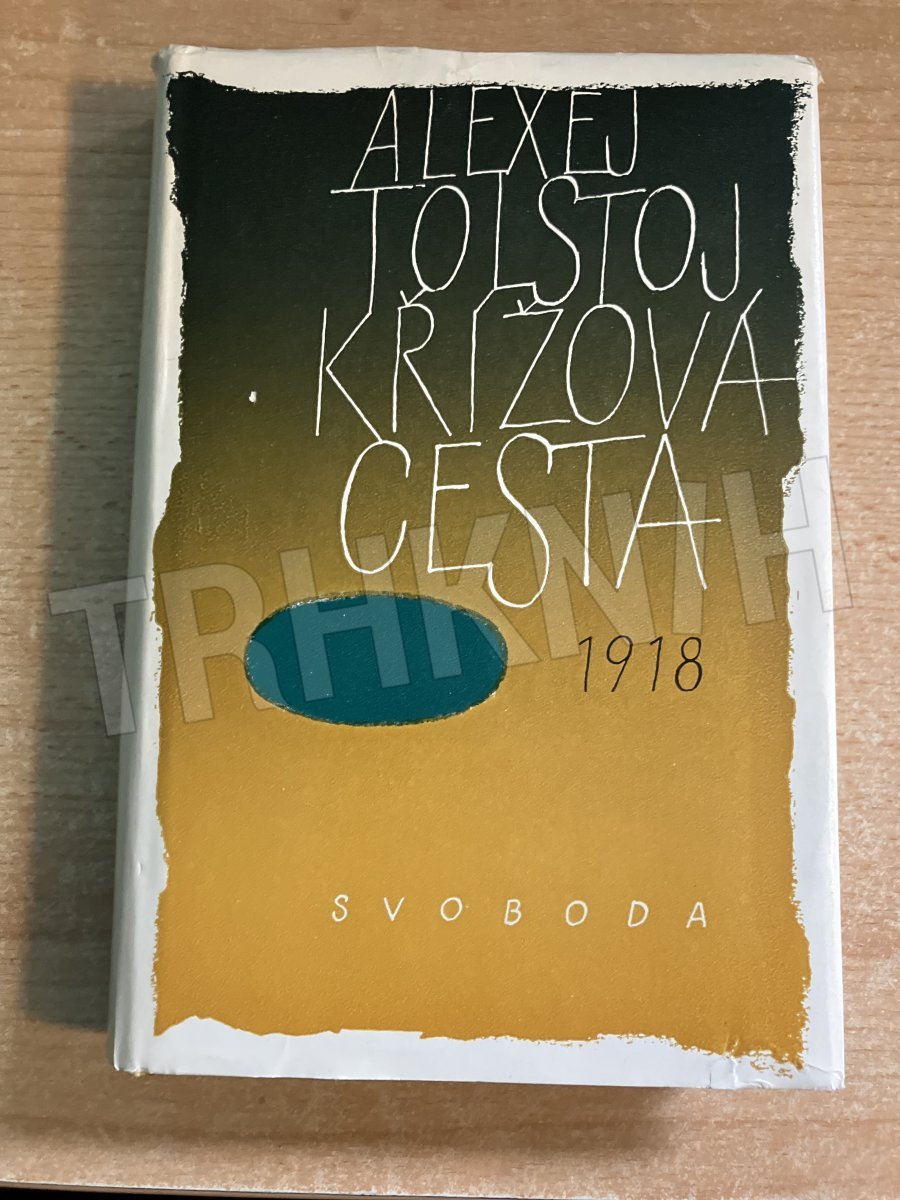 ALEXEJ
TOLSTOJ
KŘÍŽOVÁ
CESTA
TRHKNIH
1918
SVOBODA